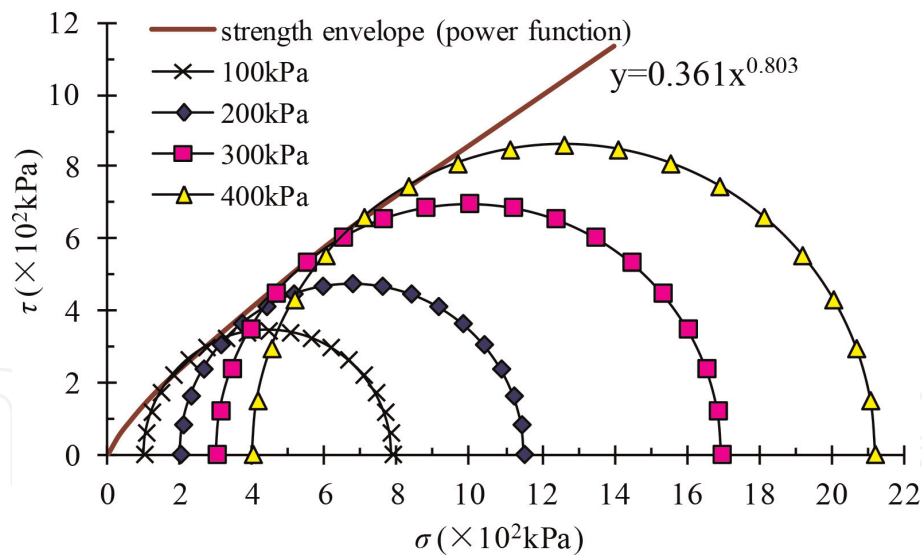 12
10
8
6
4
2
0
τ(×10²kPa)
strength envelope (power function)
100kPa
200kPa
300kPa
400kPa
y=0.361x^0.803
0 2 4 6 8 10 12 14 16 18 20 22
σ(×10²kPa)